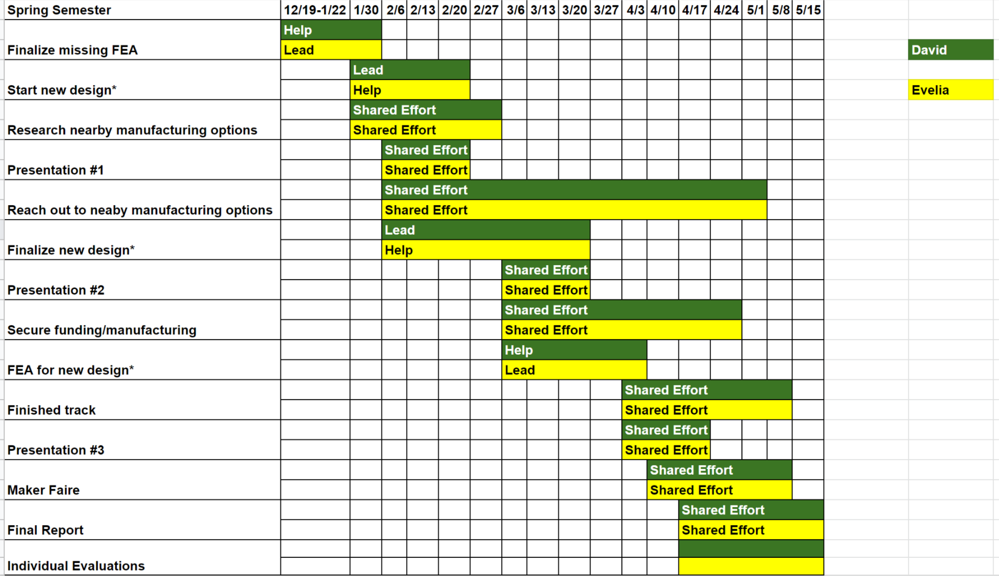 Spring Semester 12/19-1/22 1/30 2/6 2/13 2/20 2/27 3/6 3/13 3/20 3/27 4/3 4/10 4/17 4/24 5/1 5/8 5/15
Help
Finalize missing FEA Lead David
Lead
Start new design* Help Evelia
Shared Effort
Research nearby manufacturing options Shared Effort
Shared Effort
Presentation #1 Shared Effort
Shared Effort
Reach out to neaby manufacturing options Shared Effort
Lead
Finalize new design* Help
Shared Effort
Presentation #2 Shared Effort
Shared Effort
Secure funding/manufacturing Shared Effort
Help
FEA for new design* Lead
Shared Effort
Finished track Shared Effort
Shared Effort
Presentation #3 Shared Effort
Shared Effort
Maker Faire Shared Effort
Shared Effort
Final Report Shared Effort
Individual Evaluations